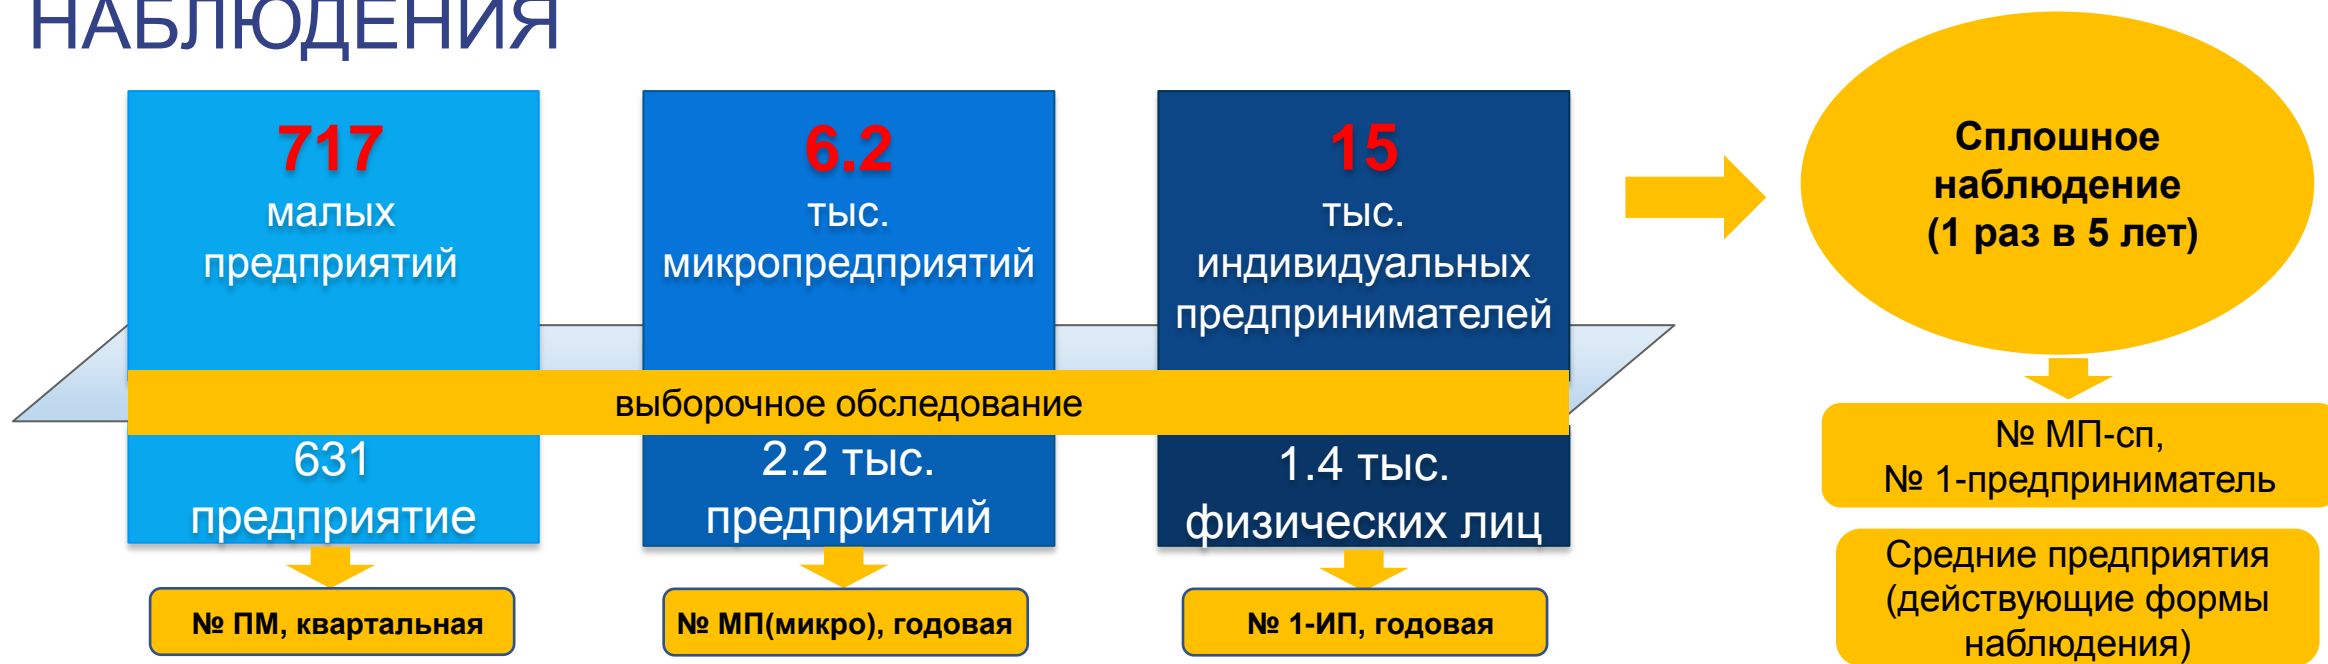 НАБЛЮДЕНИЯ
717
малых
предприятий
6.2
тыс.
микропредприятий
15
тыс.
индивидуальных
предпринимателей
выборочное обследование
631
предприятие
2.2 тыс.
предприятий
1.4 тыс.
физических лиц
№ ПМ, квартальная
№ МП(микро), годовая
№ 1-ИП, годовая
Сплошное
наблюдение
(1 раз в 5 лет)
№ МП-сп,
№ 1-предприниматель
Средние предприятия
(действующие формы
наблюдения)